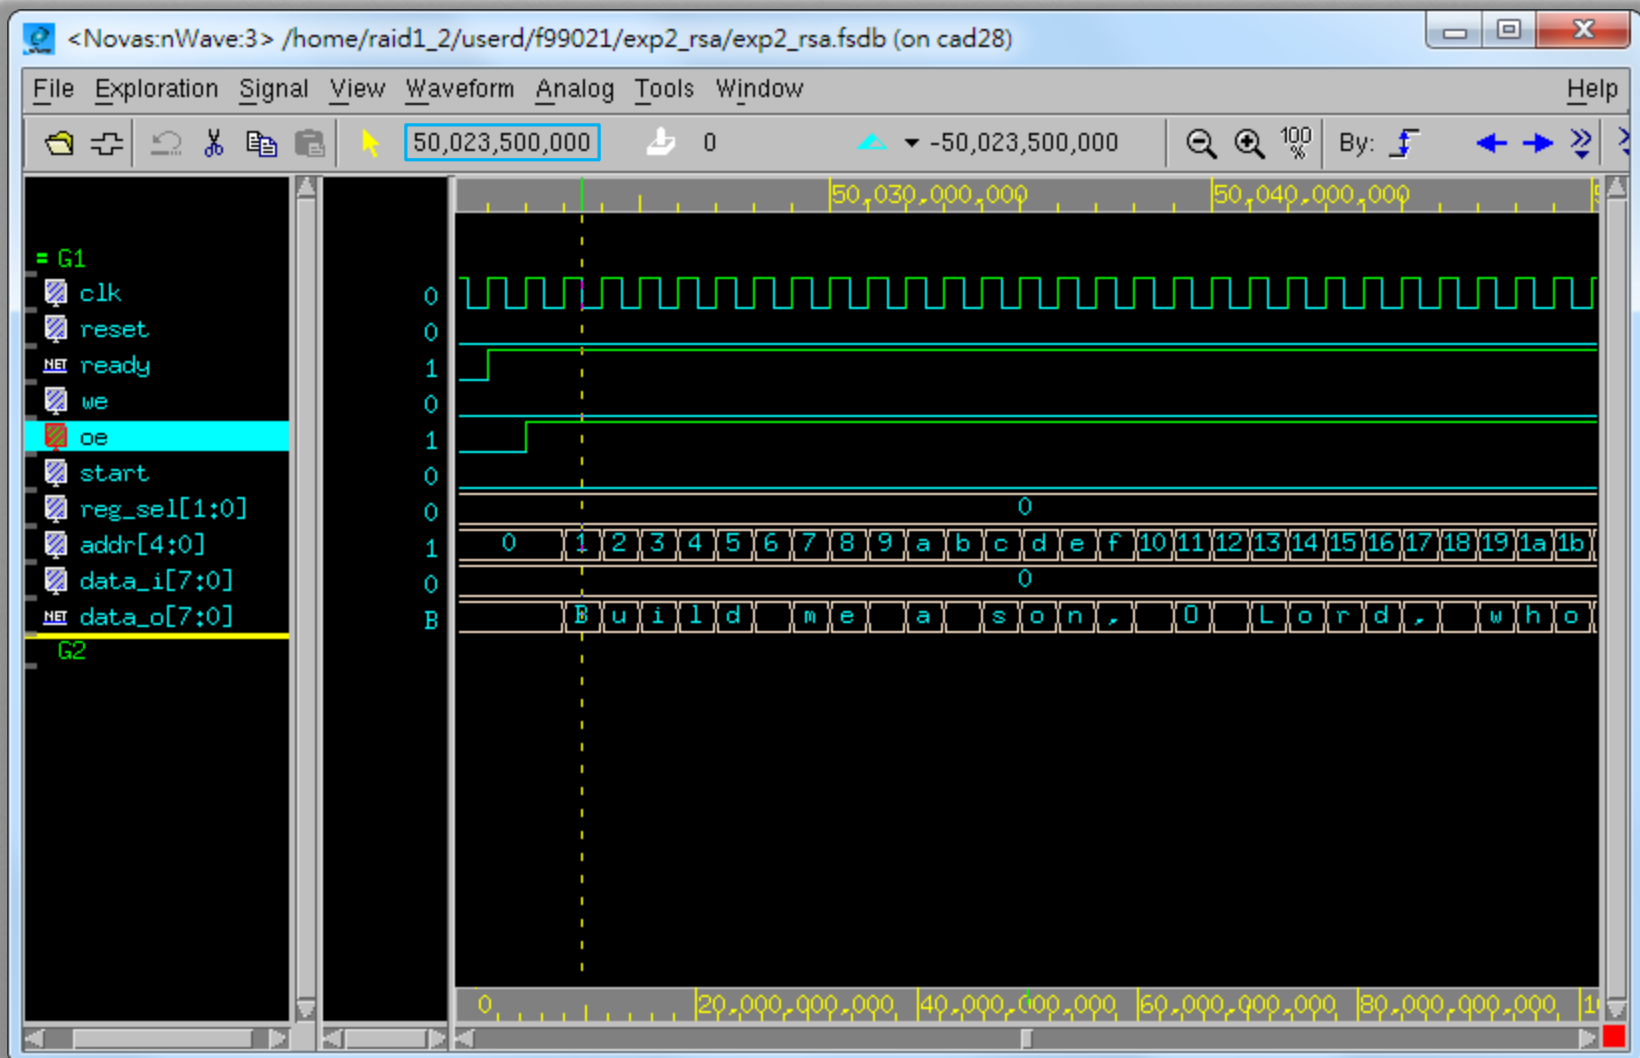 <Novas:nWave:3> /home/raid1_2/userd/f99021/exp2_rsa/exp2_rsa.fsdb (on cad28)
File Exploration Signal View Waveform Analog Tools Window Help
50,023,500,000 0 -50,023,500,000 100 % By:
50,030,000,000 50,040,000,000
= G1
clk 0
reset 0
NET ready 1
we 0
oe 1
start 0
reg_sel[1:0] 0 0
addr[4:0] 1 0 1 2 3 4 5 6 7 8 9 a b c d e f 10 11 12 13 14 15 16 17 18 19 1a 1b
data_i[7:0] 0 0
NET data_o[7:0] B B u i l d m e a s o n , O L o r d , w h o
G2
0 20,000,000,000 40,000,000,000 60,000,000,000 80,000,000,000